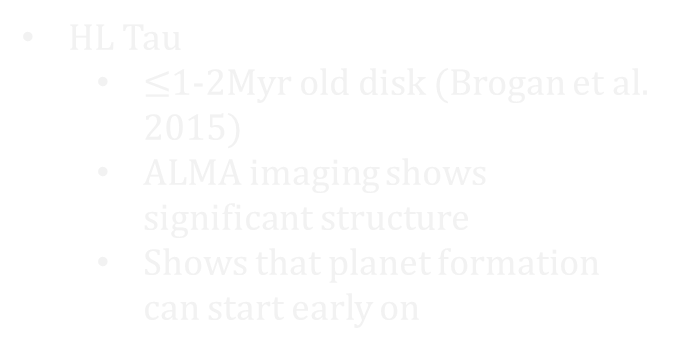 • HL Tau
• ≤1-2Myr old disk (Brogan et al.
2015)
• ALMA imaging shows
significant structure
• Shows that planet formation
can start early on